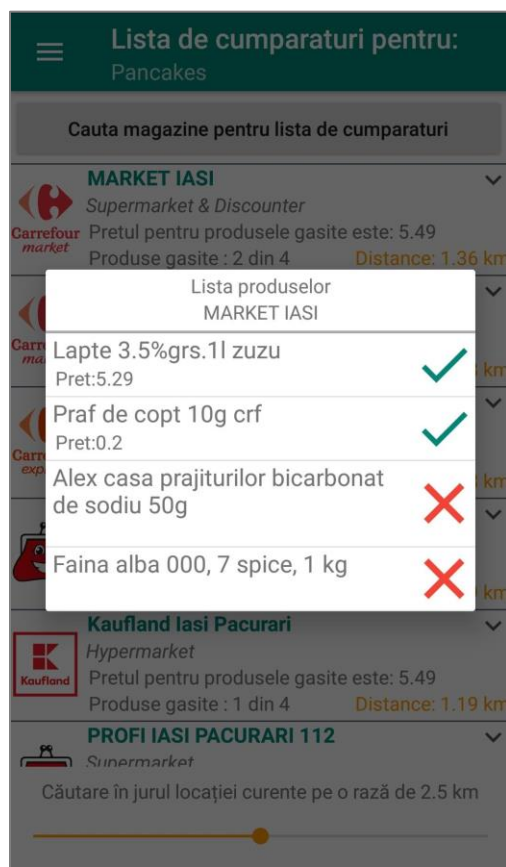 Lista de cumparaturi pentru:
Pancakes
Cauta magazine pentru lista de cumparaturi
MARKET IASI
Supermarket & Discounter
Carrefour
market
Pretul pentru produsele gasite este: 5.49
Produse gasite : 2 din 4 Distance: 1.36 km
Lista produselor
MARKET IASI
Lapte 3.5%grs.1l zuzu
Pret:5.29
Praf de copt 10g crf
Pret:0.2
Alex casa prajiturilor bicarbonat
de sodiu 50g
Faina alba 000, 7 spice, 1 kg
km
km
km
Kaufland Iasi Pacurari
Hypermarket
Kaufland
Pretul pentru produsele gasite este: 5.49
Produse gasite : 1 din 4 Distance: 1.19 km
PROFI IASI PACURARI 112
Supermarket
Căutare în jurul locației curente pe o rază de 2.5 km